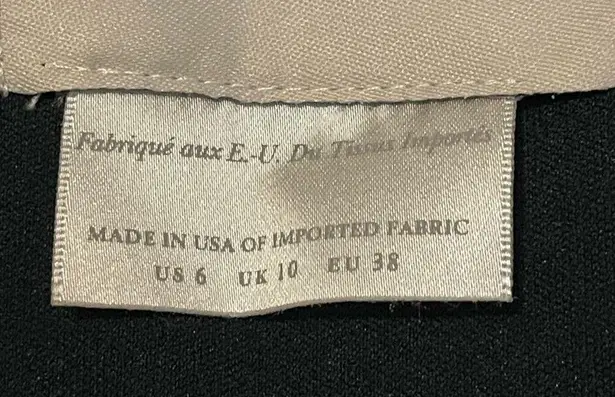 Fabriqué aux E.-U. Du Tissus Importés
MADE IN USA OF IMPORTED FABRIC
US 6 UK 10 EU 38